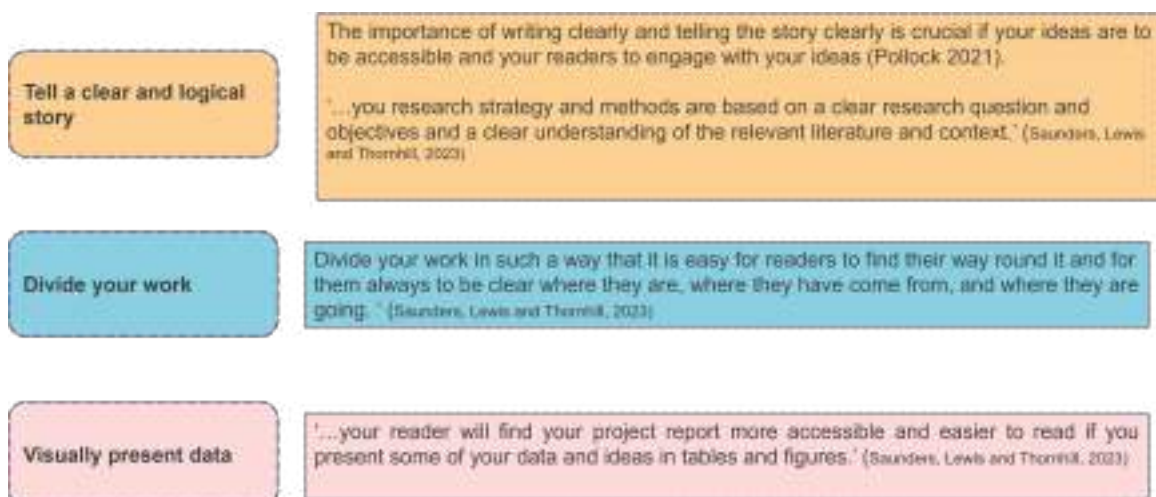 Tell a clear and logical
story
The importance of writing clearly and telling the story clearly is crucial if your ideas are to
be accessible and your readers to engage with your ideas (Pollock 2021).
'...you research strategy and methods are based on a clear research question and
objectives and a clear understanding of the relevant literature and context.' (Saunders, Lewis
and Thornhill, 2023)
Divide your work
Divide your work in such a way that it is easy for readers to find their way round it and for
them always to be clear where they are, where they have come from, and where they are
going. ' (Saunders, Lewis and Thornhill, 2023)
Visually present data
'...your reader will find your project report more accessible and easier to read if you
present some of your data and ideas in tables and figures.' (Saunders, Lewis and Thornhill, 2023)